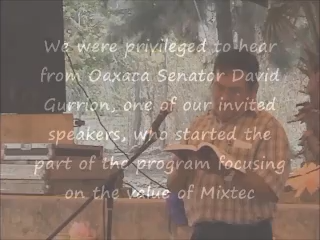 We were privileged to hear
from Oaxaca Senator David
Gurrion, one of our invited
speakers, who started the
part of the program focusing
on the value of Mixtec